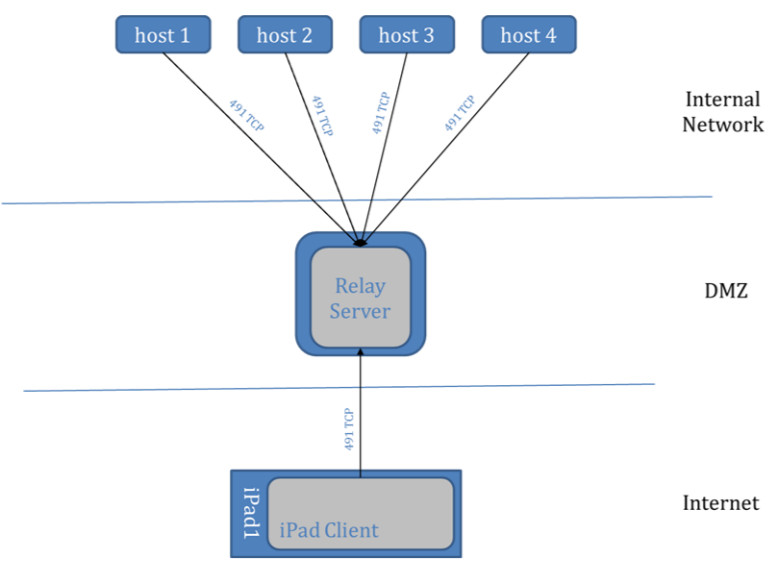 host 1
host 2
host 3
host 4
491 TCP
491 TCP
491 TCP
491 TCP
Internal
Network
Relay
Server
DMZ
491 TCP
iPad1
iPad Client
Internet